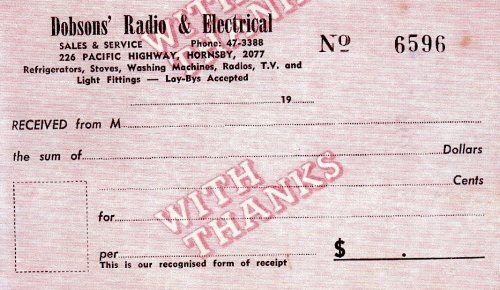 Dobsons' Radio & Electrical
SALES & SERVICE Phone: 47-3388
226 PACIFIC HIGHWAY, HORNSBY, 2077
Refrigerators, Stoves, Washing Machines, Radios, T.V. and
Light Fittings — Lay-Bys Accepted
No 6596
WITH
THANKS
19
RECEIVED from M
the sum of Dollars
Cents
WITH
THANKS
for
per $ .
This is our recognised form of receipt